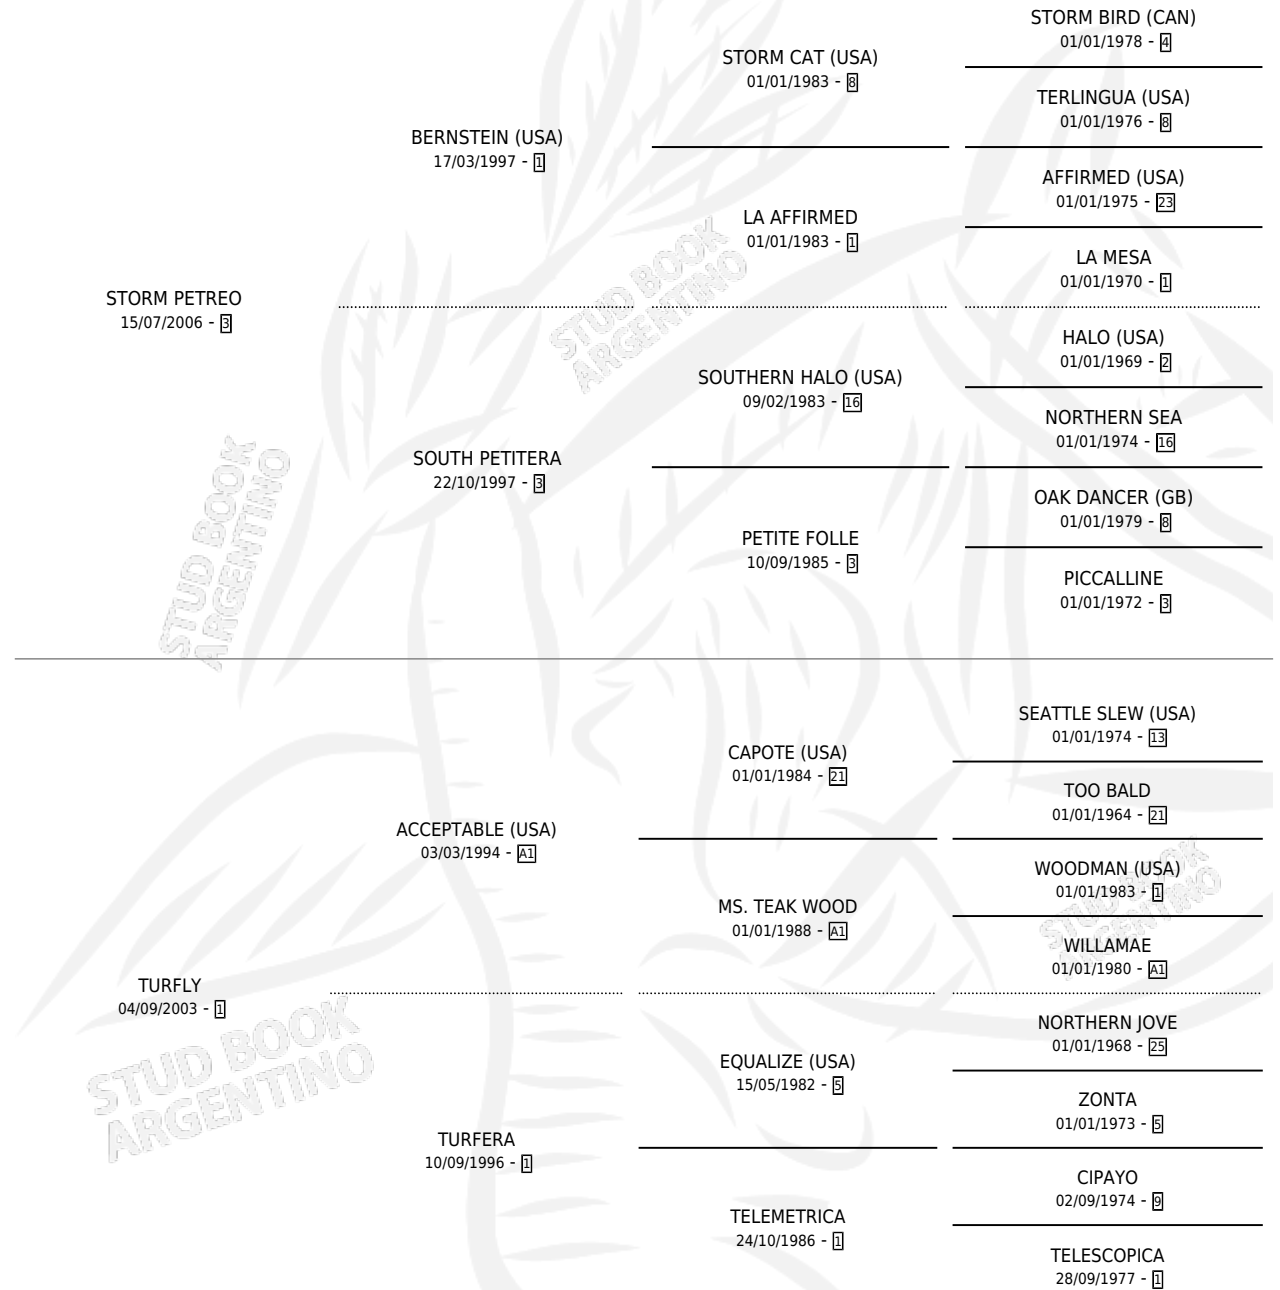 STORM BIRD (CAN)
01/01/1978 - 4
STORM CAT (USA)
01/01/1983 - 8
TERLINGUA (USA)
01/01/1976 - 8
BERNSTEIN (USA)
17/03/1997 - 1
AFFIRMED (USA)
01/01/1975 - 23
LA AFFIRMED
01/01/1983 - 1
LA MESA
01/01/1970 - 1
STORM PETREO
15/07/2006 - 3
HALO (USA)
01/01/1969 - 2
SOUTHERN HALO (USA)
09/02/1983 - 16
NORTHERN SEA
01/01/1974 - 16
SOUTH PETITERA
22/10/1997 - 3
OAK DANCER (GB)
01/01/1979 - 8
PETITE FOLLE
10/09/1985 - 3
PICCALLINE
01/01/1972 - 3
STUD BOOK
ARGENTINO
STUD BOOK
ARGENTINO
SEATTLE SLEW (USA)
01/01/1974 - 13
CAPOTE (USA)
01/01/1984 - 21
TOO BALD
01/01/1964 - 21
ACCEPTABLE (USA)
03/03/1994 - A1
WOODMAN (USA)
01/01/1983 - 1
MS. TEAK WOOD
01/01/1988 - A1
WILLAMAE
01/01/1980 - A1
TURFLY
04/09/2003 - 1
NORTHERN JOVE
01/01/1968 - 25
EQUALIZE (USA)
15/05/1982 - 5
ZONTA
01/01/1973 - 5
TURFERA
10/09/1996 - 1
CIPAYO
02/09/1974 - 9
TELEMETRICA
24/10/1986 - 1
TELESCOPICA
28/09/1977 - 1
STUD BOOK
ARGENTINO
STUD BOOK
ARGENTINO